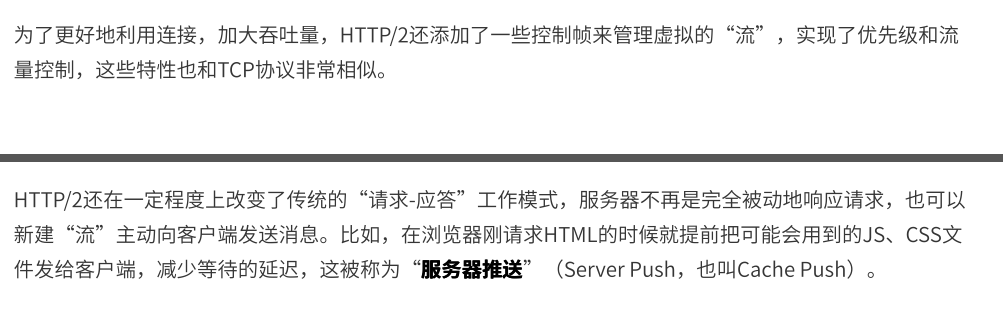 为了更好地利用连接，加大吞吐量，HTTP/2还添加了一些控制帧来管理虚拟的“流”，实现了优先级和流
量控制，这些特性也和TCP协议非常相似。
HTTP/2还在一定程度上改变了传统的“请求-应答”工作模式，服务器不再是完全被动地响应请求，也可以
新建“流”主动向客户端发送消息。比如，在浏览器刚请求HTML的时候就提前把可能会用到的JS、CSS文
件发给客户端，减少等待的延迟，这被称为“服务器推送”（Server Push，也叫Cache Push）。